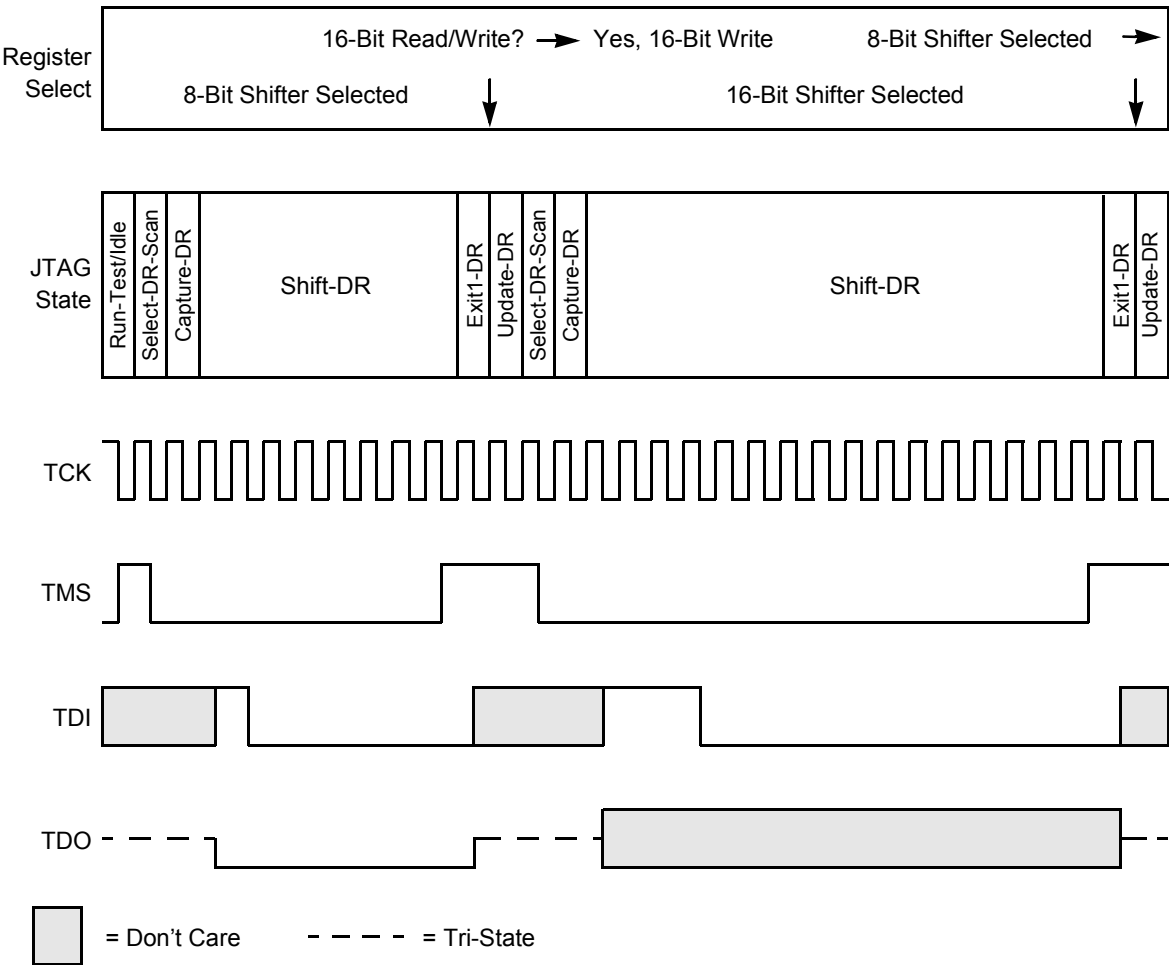 Register
Select
16-Bit Read/Write? Yes, 16-Bit Write 8-Bit Shifter Selected
8-Bit Shifter Selected 16-Bit Shifter Selected
JTAG
State
Run-Test/Idle
Select-DR-Scan
Capture-DR
Shift-DR
Exit1-DR
Update-DR
Select-DR-Scan
Capture-DR
Shift-DR
Exit1-DR
Update-DR
TCK
TMS
TDI
TDO
= Don't Care = Tri-State